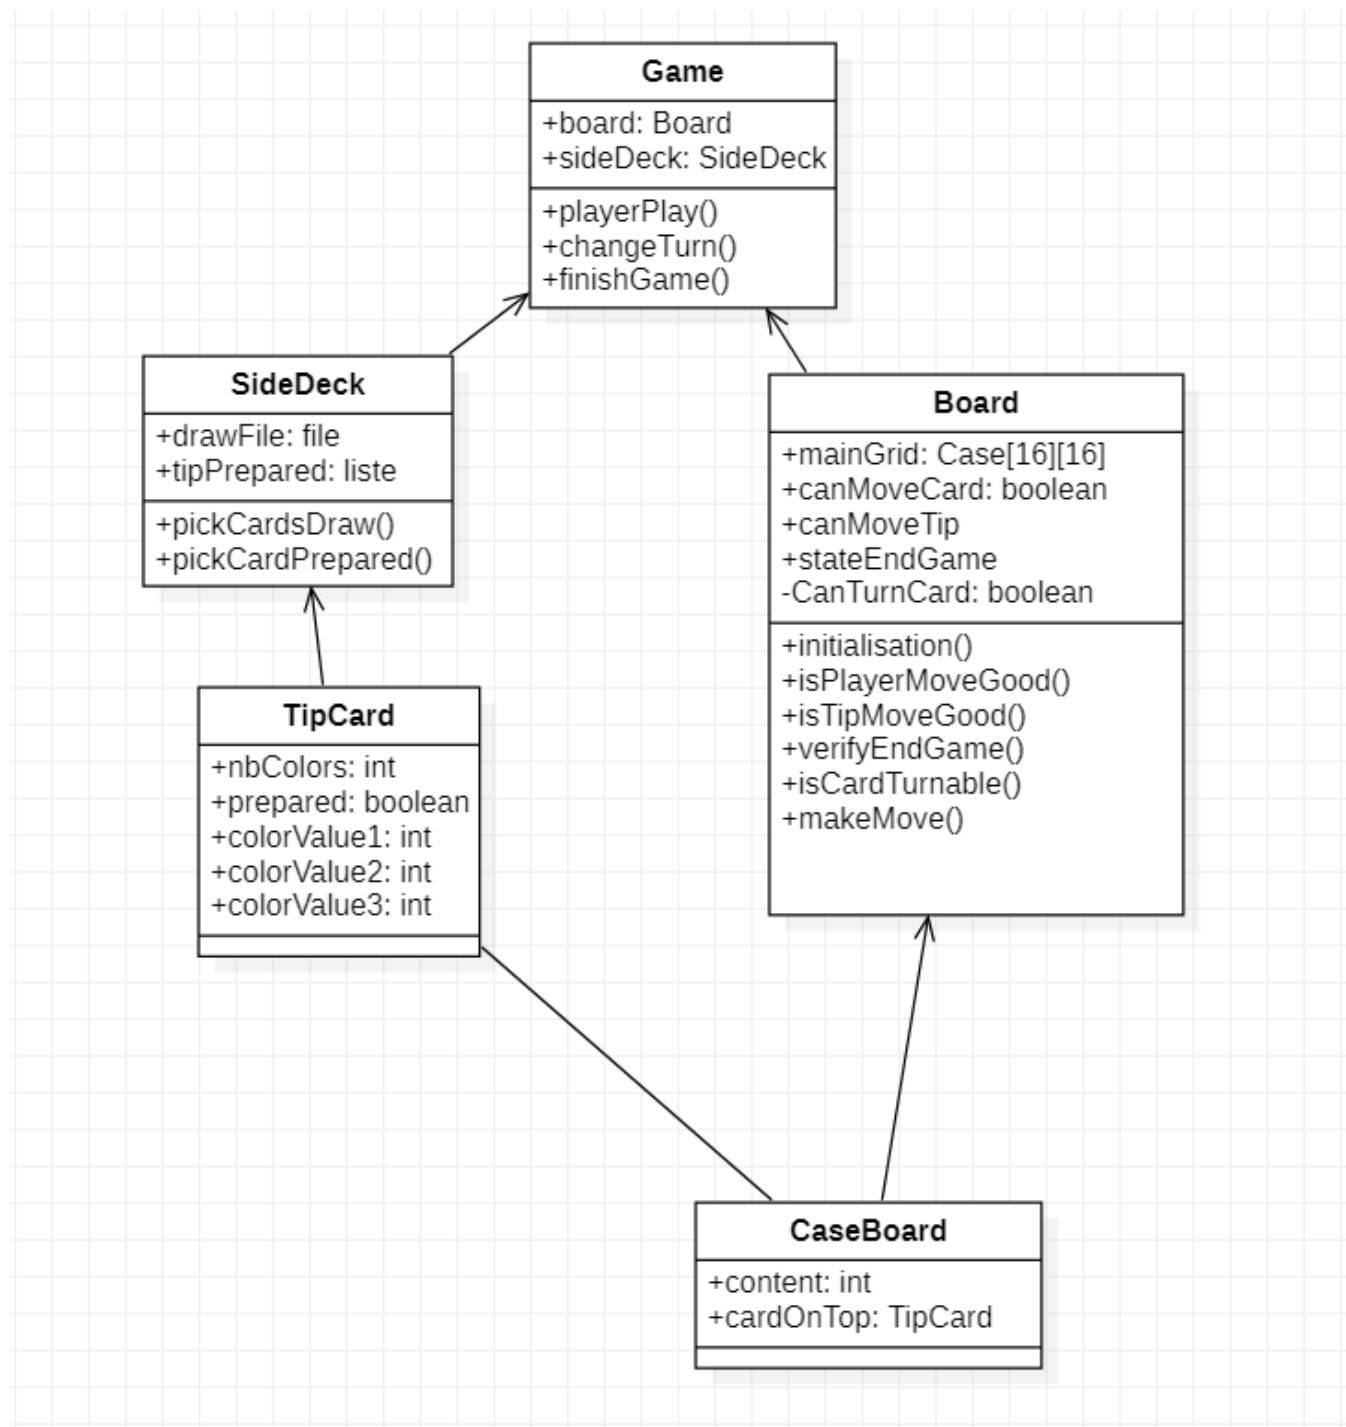 Game
+board: Board
+sideDeck: SideDeck
+playerPlay()
+changeTurn()
+finishGame()
SideDeck
+drawFile: file
+tipPrepared: liste
+pickCardsDraw()
+pickCardPrepared()
Board
+mainGrid: Case[16][16]
+canMoveCard: boolean
+canMoveTip
+stateEndGame
-CanTurnCard: boolean
+initialisation()
+isPlayerMoveGood()
+isTipMoveGood()
+verifyEndGame()
+isCardTurnable()
+makeMove()
TipCard
+nbColors: int
+prepared: boolean
+colorValue1: int
+colorValue2: int
+colorValue3: int
CaseBoard
+content: int
+cardOnTop: TipCard